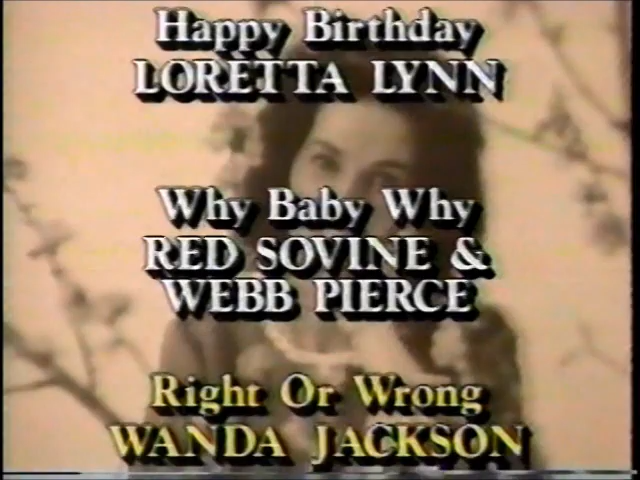 Happy Birthday
LORETTA LYNN
Why Baby Why
RED SOVINE &
WEBB PIERCE
Right Or Wrong
WANDA JACKSON